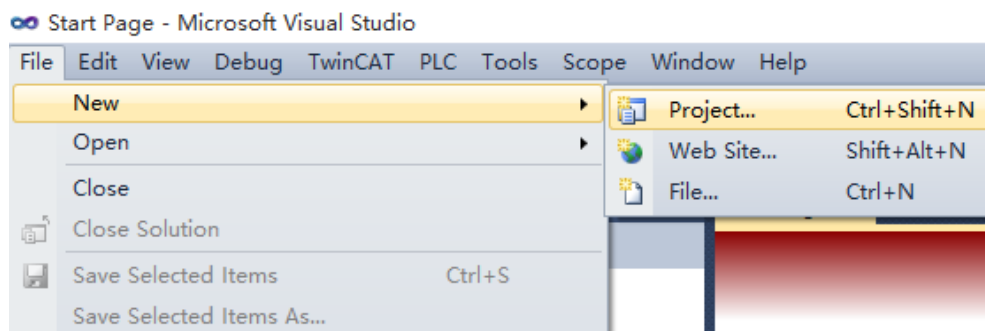 Start Page - Microsoft Visual Studio
File Edit View Debug TwinCAT PLC Tools Scope Window Help
New
Project... Ctrl+Shift+N
Open
Web Site... Shift+Alt+N
Close
File... Ctrl+N
Close Solution
Save Selected Items Ctrl+S
Save Selected Items As...